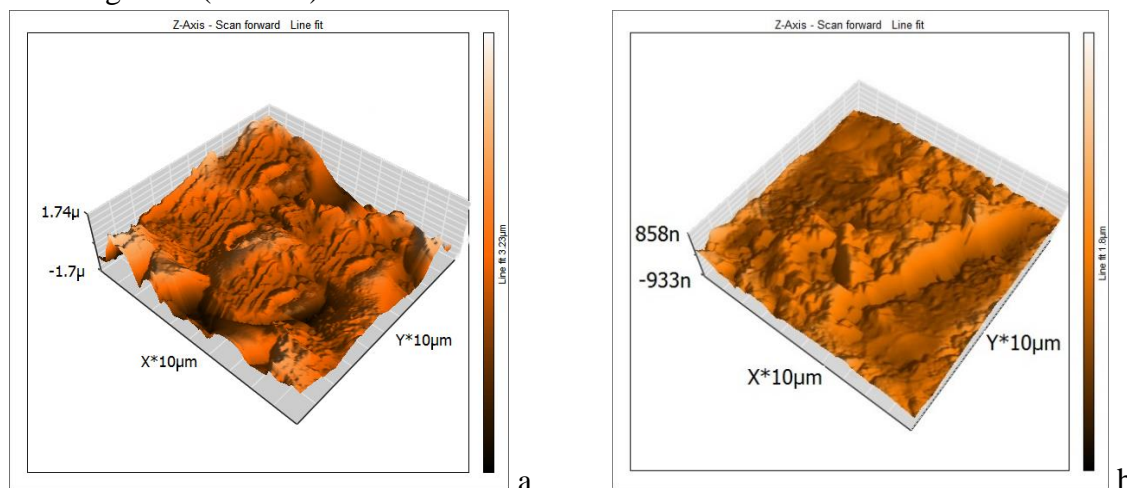 Z-Axis - Scan forward Line fit
1.74µ
-1.7µ
X*10µm
Y*10µm
Line fit 3.23µm
a
Z-Axis - Scan forward Line fit
858n
-933n
X*10µm
Y*10µm
Line fit 1.8µm
b